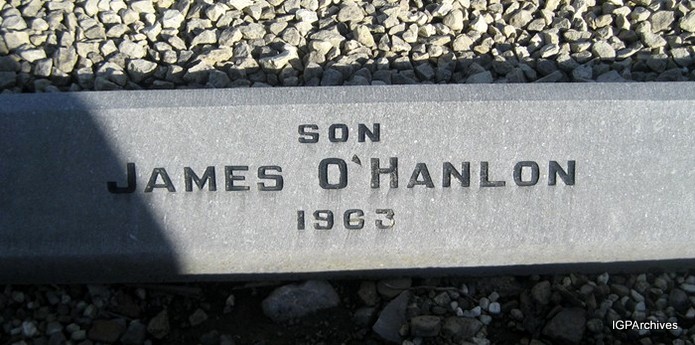 SON
JAMES O'HANLON
1963
IGPArchives